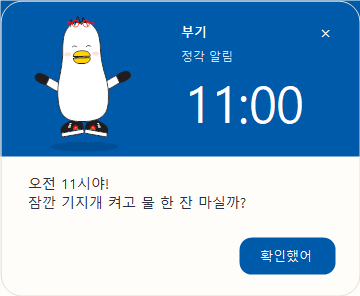 부기
정각 알림
11:00
오전 11시야!
잠깐 기지개 켜고 물 한 잔 마실까?
확인했어